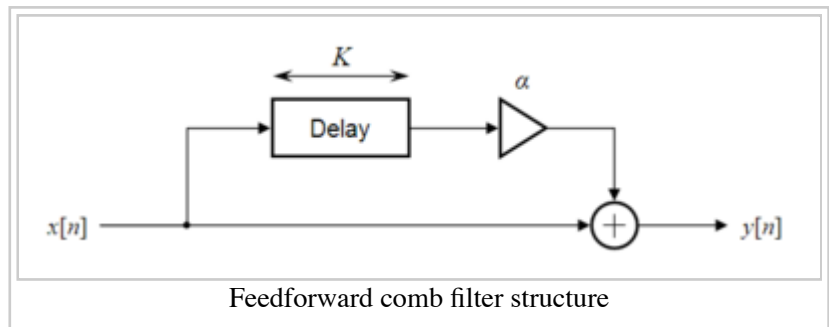 K
α
Delay
x[n]
+
y[n]
Feedforward comb filter structure